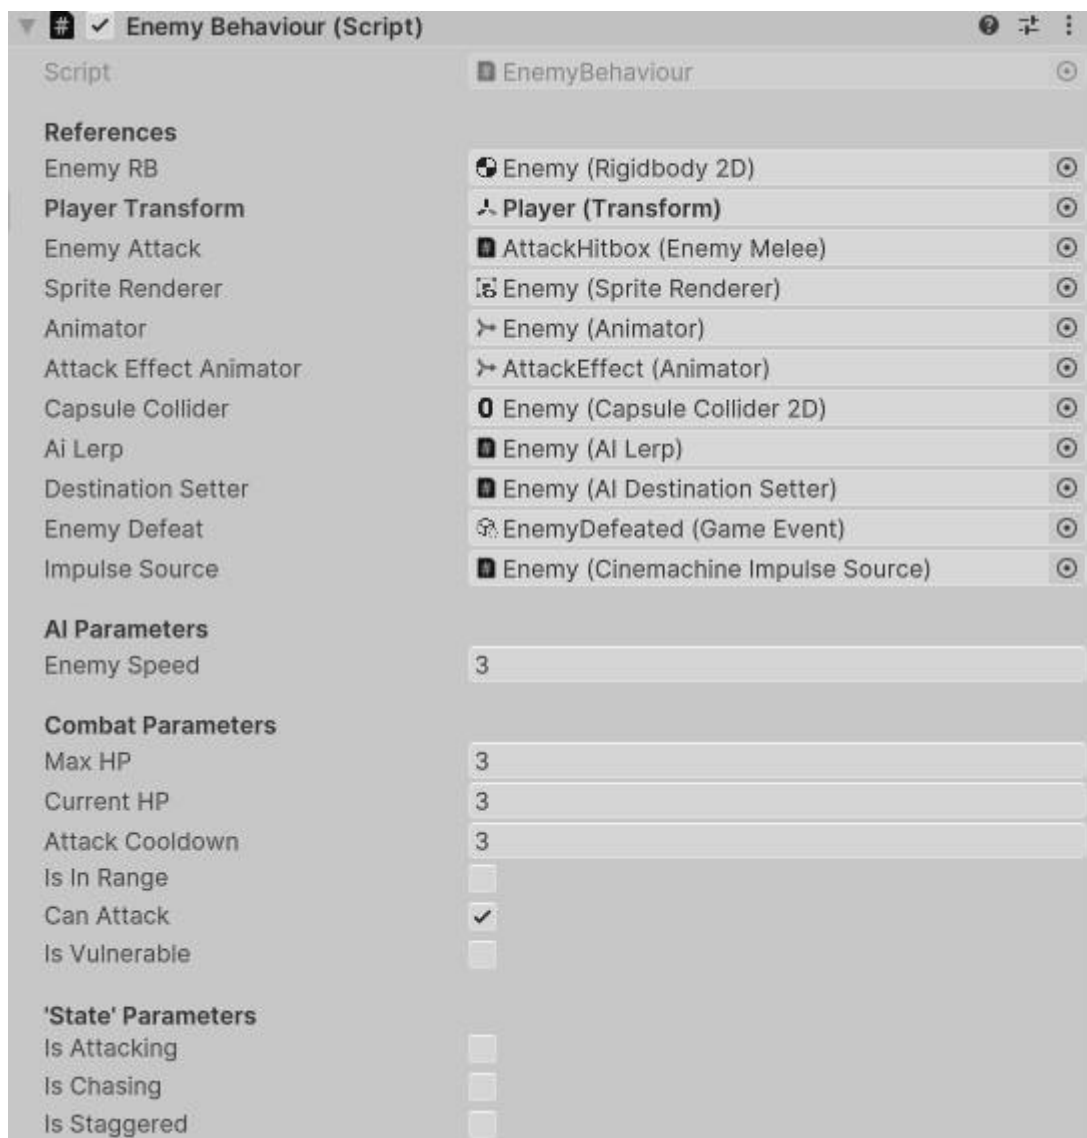 Enemy Behaviour (Script)
Script EnemyBehaviour
References
Enemy RB Enemy (Rigidbody 2D)
Player Transform Player (Transform)
Enemy Attack AttackHitbox (Enemy Melee)
Sprite Renderer Enemy (Sprite Renderer)
Animator Enemy (Animator)
Attack Effect Animator AttackEffect (Animator)
Capsule Collider Enemy (Capsule Collider 2D)
Ai Lerp Enemy (AI Lerp)
Destination Setter Enemy (AI Destination Setter)
Enemy Defeat EnemyDefeated (Game Event)
Impulse Source Enemy (Cinemachine Impulse Source)
AI Parameters
Enemy Speed 3
Combat Parameters
Max HP 3
Current HP 3
Attack Cooldown 3
Is In Range
Can Attack
Is Vulnerable
'State' Parameters
Is Attacking
Is Chasing
Is Staggered